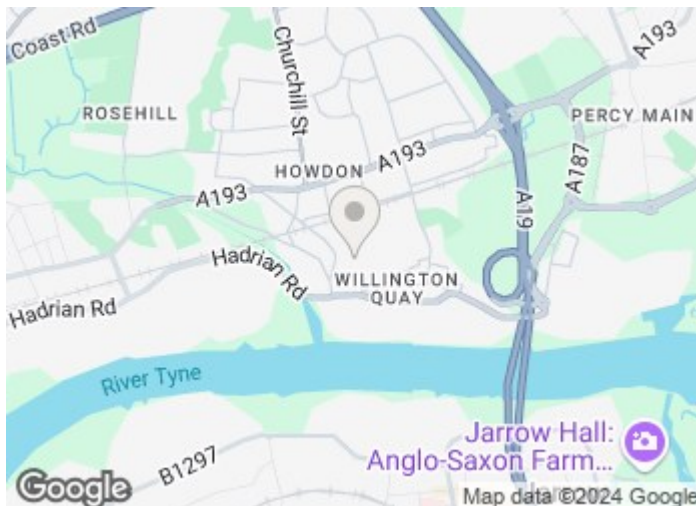 Coast Rd
Churchill St
A193
ROSEHILL
PERCY MAIN
HOWDON
A193
A187
A193
A19
Hadrian Rd
WILLINGTON
QUAY
Hadrian Rd
River Tyne
Jarrow Hall:
Anglo-Saxon Farm...
B1297
Google
Map data ©2024 Google